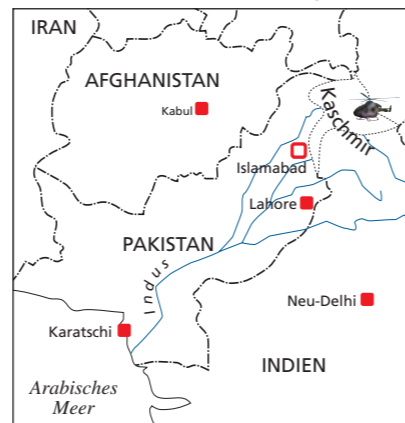 IRAN
AFGHANISTAN
Kabul
Kaschmir
Islamabad
Lahore
PAKISTAN
Indus
Neu-Delhi
Karatschi
INDIEN
Arabisches
Meer